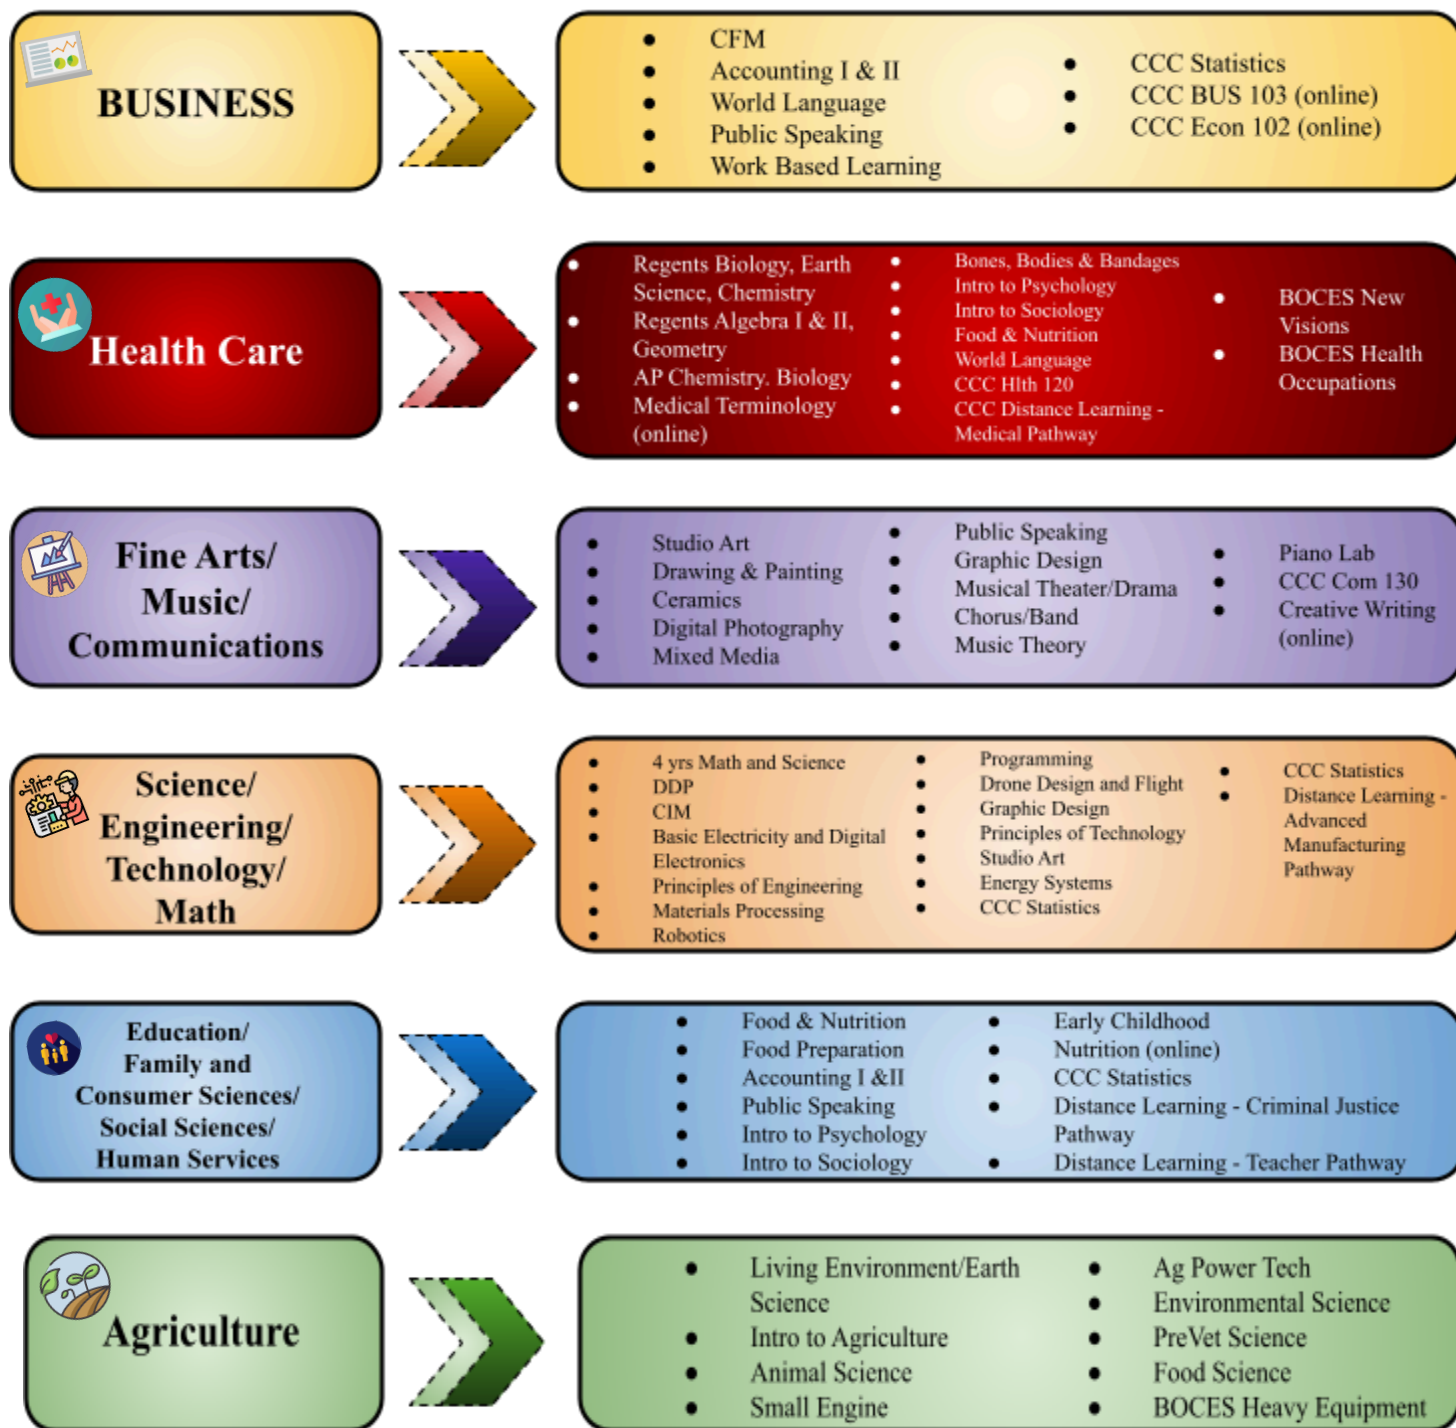 BUSINESS
CFM
Accounting I & II
World Language
Public Speaking
Work Based Learning
CCC Statistics
CCC BUS 103 (online)
CCC Econ 102 (online)
Health Care
Regents Biology, Earth
Science, Chemistry
Regents Algebra I & II,
Geometry
AP Chemistry. Biology
Medical Terminology
(online)
Bones, Bodies & Bandages
Intro to Psychology
Intro to Sociology
Food & Nutrition
World Language
CCC Hlth 120
CCC Distance Learning -
Medical Pathway
BOCES New
Visions
BOCES Health
Occupations
Fine Arts/
Music/
Communications
Studio Art
Drawing & Painting
Ceramics
Digital Photography
Mixed Media
Public Speaking
Graphic Design
Musical Theater/Drama
Chorus/Band
Music Theory
Piano Lab
CCC Com 130
Creative Writing
(online)
Science/
Engineering/
Technology/
Math
4 yrs Math and Science
DDP
CIM
Basic Electricity and Digital
Electronics
Principles of Engineering
Materials Processing
Robotics
Programming
Drone Design and Flight
Graphic Design
Principles of Technology
Studio Art
Energy Systems
CCC Statistics
CCC Statistics
Distance Learning -
Advanced
Manufacturing
Pathway
Education/
Family and
Consumer Sciences/
Social Sciences/
Human Services
Food & Nutrition
Food Preparation
Accounting I &II
Public Speaking
Intro to Psychology
Intro to Sociology
Early Childhood
Nutrition (online)
CCC Statistics
Distance Learning - Criminal Justice
Pathway
Distance Learning - Teacher Pathway
Agriculture
Living Environment/Earth
Science
Intro to Agriculture
Animal Science
Small Engine
Ag Power Tech
Environmental Science
PreVet Science
Food Science
BOCES Heavy Equipment